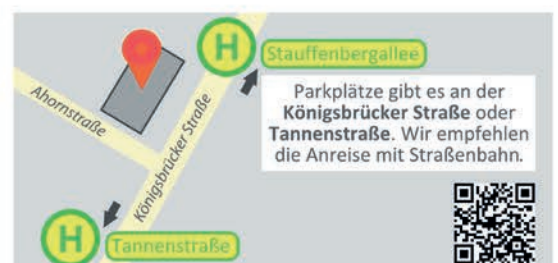 H
Stauffenbergallee
Ahornstraße
Königsbrücker Straße
Parkplätze gibt es an der
Königsbrücker Straße oder
Tannenstraße. Wir empfehlen
die Anreise mit Straßenbahn.
H
Tannenstraße